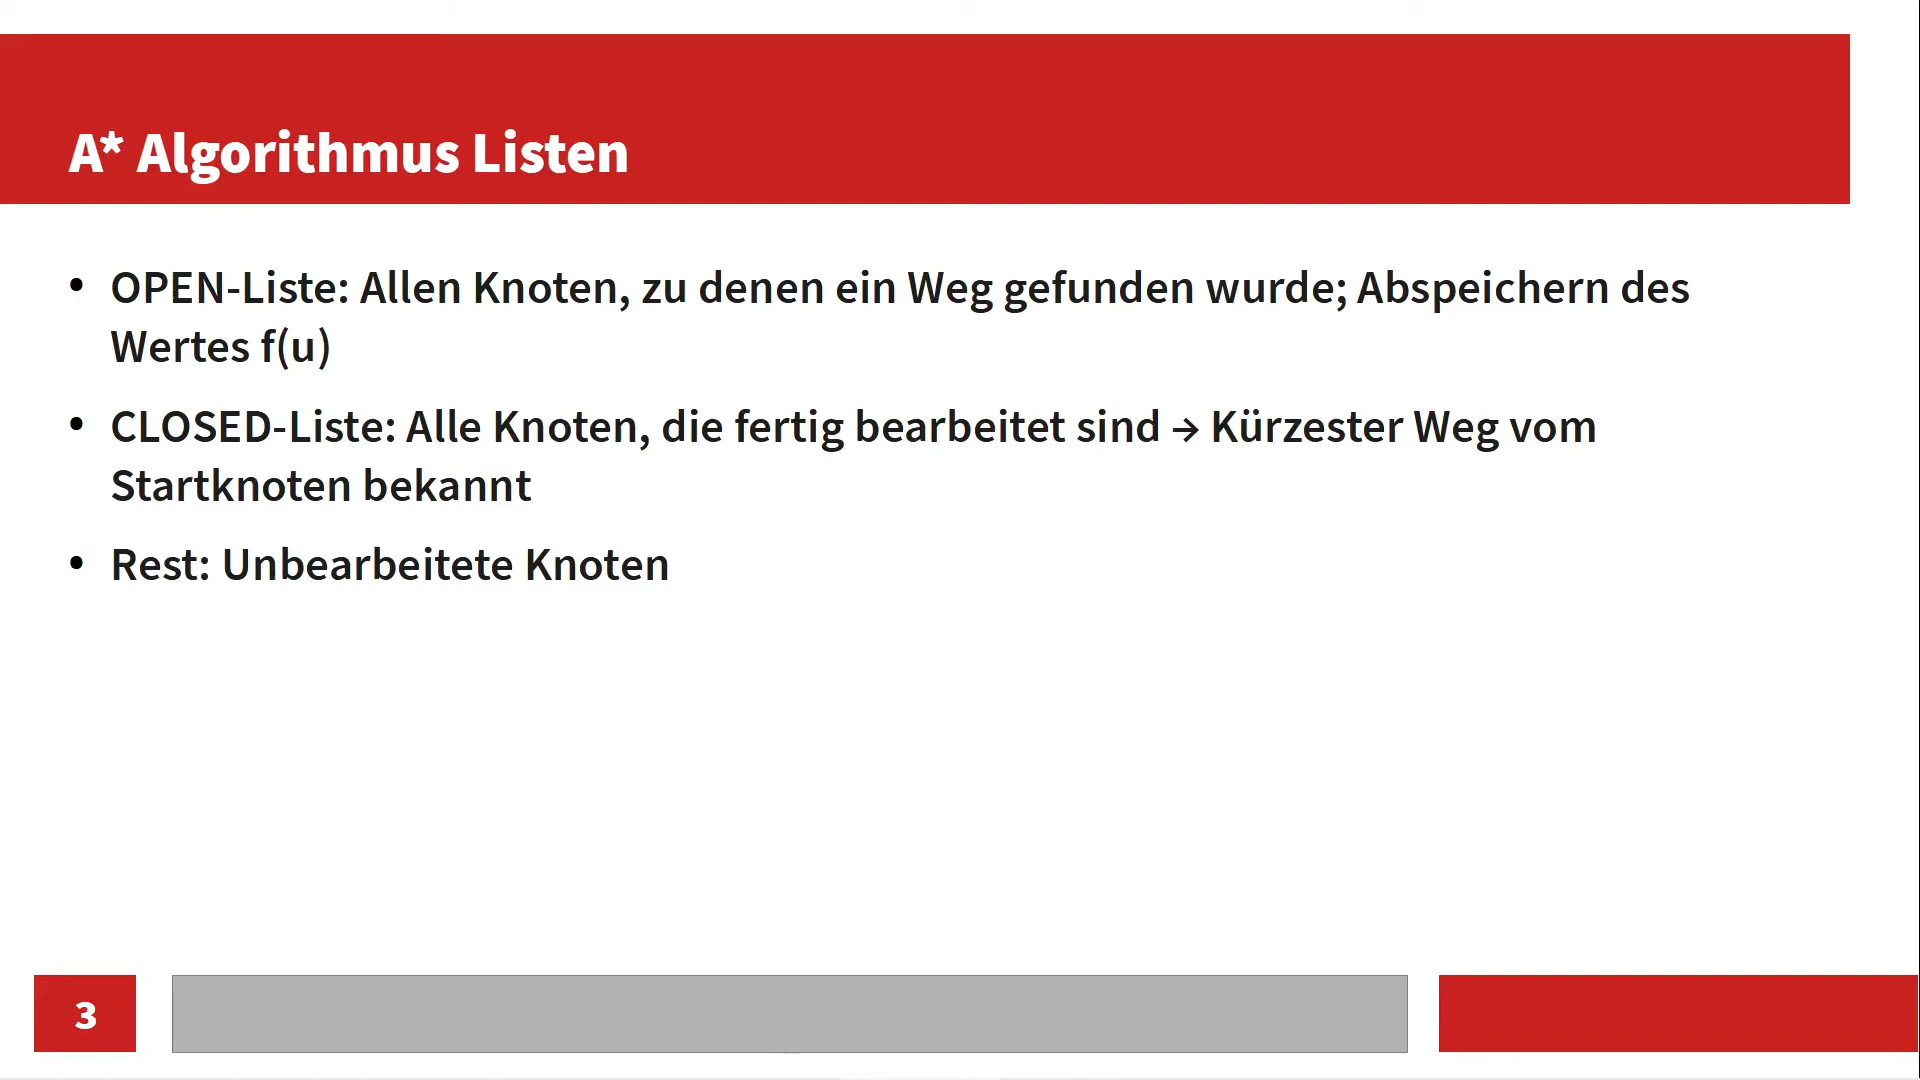 A* Algorithmus Listen
• OPEN-Liste: Allen Knoten, zu denen ein Weg gefunden wurde; Abspeichern des
Wertes f(u)
• CLOSED-Liste: Alle Knoten, die fertig bearbeitet sind → Kürzester Weg vom
Startknoten bekannt
• Rest: Unbearbeitete Knoten
3